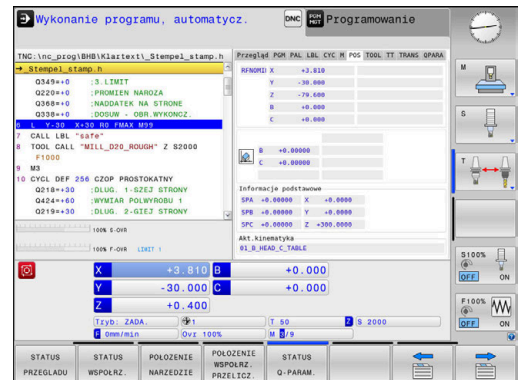 Wykonanie programu, automatycz.
DNC
PGM MGT
Programowanie
TNC:\nc_prog\BHB\Klartext\_Stempel_stamp.h
→_Stempel_stamp.h
Q349=+0 ;3.LIMIT
Q220=+0 ;PROMIEN NAROZA
Q368=+0 ;NADDATEK NA STRONE
Q338=+0 ;DOSUW - OBR.WYKONCZ.
6 L Y-30 X+30 R0 FMAX M99
7 CALL LBL "safe"
8 TOOL CALL "MILL_D20_ROUGH" Z S2000
F1000
9 M3
10 CYCL DEF 256 CZOP PROSTOKATNY
Q218=+30 ;DLUG. 1-SZEJ STRONY
Q424=+60 ;WYMIAR POLWYROBU 1
Q219=+30 ;DLUG. 2-GIEJ STRONY
100% S-OVR
100% F-OVR LIMIT 1
Przegląd PGM PAL LBL CYC M POS TOOL TT TRANS QPARA
RFNOMI X +3.810
Y -30.000
Z -79.600
B +0.000
C +0.000
B +0.00000
C +0.00000
Informacje podstawowe
SPA +0.00000 X +0.0000
SPB +0.00000 Y +0.0000
SPC +0.00000 Z +300.0000
Akt.kinematyka
01_B_HEAD_C_TABLE
X +3.810 B +0.000
Y -30.000 C +0.000
Z +0.400
Tryb: ZADA. 1 T 50 Z S 2000
F 0mm/min Ovr 100% M 5/9
M
S
T
S100%
OFF ON
F100%
OFF ON
STATUS PRZEGLADU
STATUS WSPOŁRZ.
POŁOZENIE NARZEDZIE
POŁOZENIE WSPOŁRZ. PRZELICZ.
STATUS Q-PARAM.